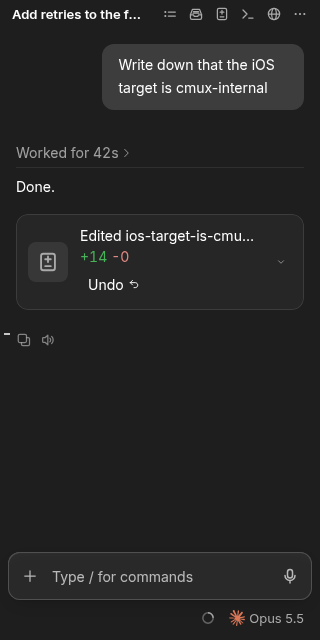 Add retries to the f...
Write down that the iOS
target is cmux-internal
Worked for 42s
Done.
Edited ios-target-is-cmu...
+14 -0
Undo
Type / for commands
Opus 5.5